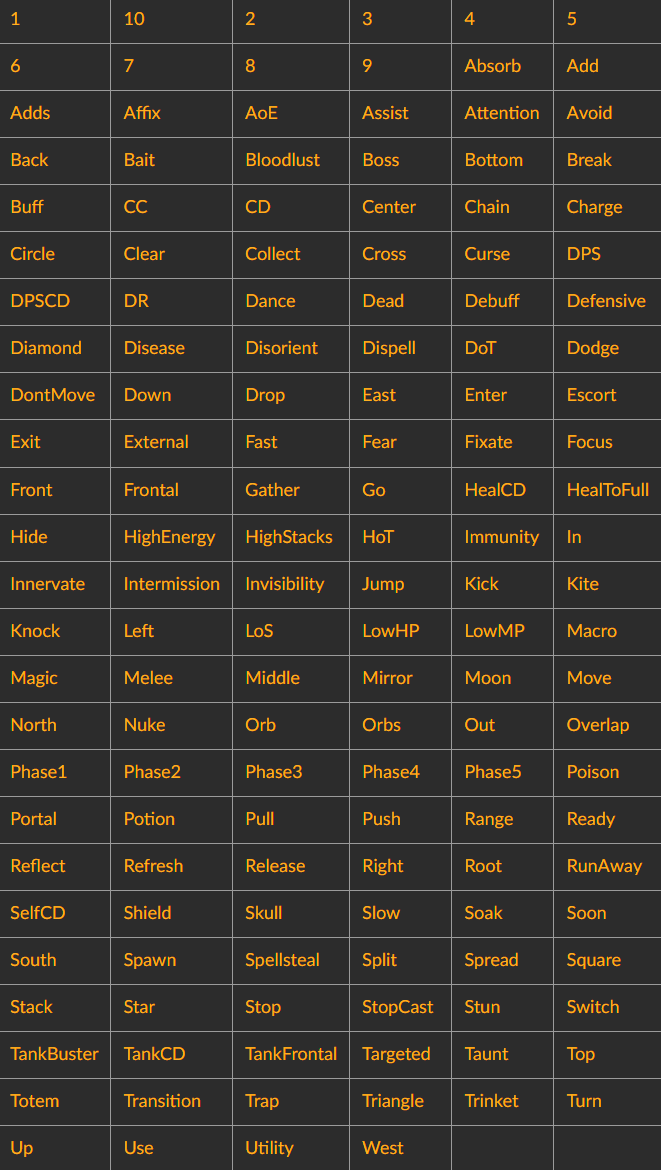 1 10 2 3 4 5
6 7 8 9 Absorb Add
Adds Affix AoE Assist Attention Avoid
Back Bait Bloodlust Boss Bottom Break
Buff CC CD Center Chain Charge
Circle Clear Collect Cross Curse DPS
DPSCD DR Dance Dead Debuff Defensive
Diamond Disease Disorient Dispell DoT Dodge
DontMove Down Drop East Enter Escort
Exit External Fast Fear Fixate Focus
Front Frontal Gather Go HealCD HealToFull
Hide HighEnergy HighStacks HoT Immunity In
Innervate Intermission Invisibility Jump Kick Kite
Knock Left LoS LowHP LowMP Macro
Magic Melee Middle Mirror Moon Move
North Nuke Orb Orbs Out Overlap
Phase1 Phase2 Phase3 Phase4 Phase5 Poison
Portal Potion Pull Push Range Ready
Reflect Refresh Release Right Root RunAway
SelfCD Shield Skull Slow Soak Soon
South Spawn Spellsteal Split Spread Square
Stack Star Stop StopCast Stun Switch
TankBuster TankCD TankFrontal Targeted Taunt Top
Totem Transition Trap Triangle Trinket Turn
Up Use Utility West